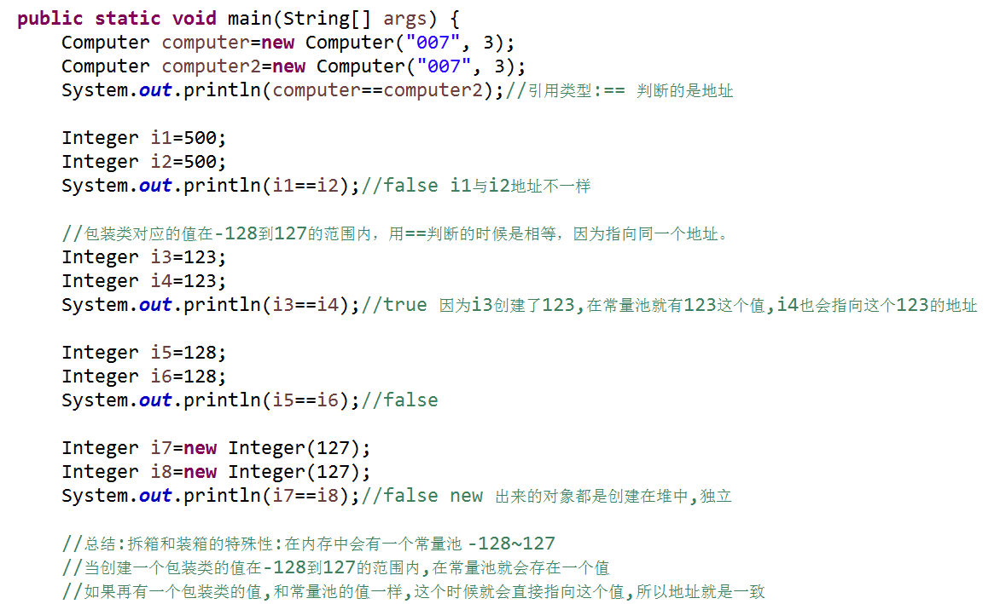 public static void main(String[] args) {
Computer computer=new Computer("007", 3);
Computer computer2=new Computer("007", 3);
System.out.println(computer==computer2);//引用类型:== 判断的是地址
Integer i1=500;
Integer i2=500;
System.out.println(i1==i2);//false i1与i2地址不一样
//包装类对应的值在-128到127的范围内，用==判断的时候是相等，因为指向同一个地址。
Integer i3=123;
Integer i4=123;
System.out.println(i3==i4);//true 因为i3创建了123,在常量池就有123这个值,i4也会指向这个123的地址
Integer i5=128;
Integer i6=128;
System.out.println(i5==i6);//false
Integer i7=new Integer(127);
Integer i8=new Integer(127);
System.out.println(i7==i8);//false new 出来的对象都是创建在堆中,独立
//总结:拆箱和装箱的特殊性:在内存中会有一个常量池 -128~127
//当创建一个包装类的值在-128到127的范围内,在常量池就会存在一个值
//如果再有一个包装类的值,和常量池的值一样,这个时候就会直接指向这个值,所以地址就是一致